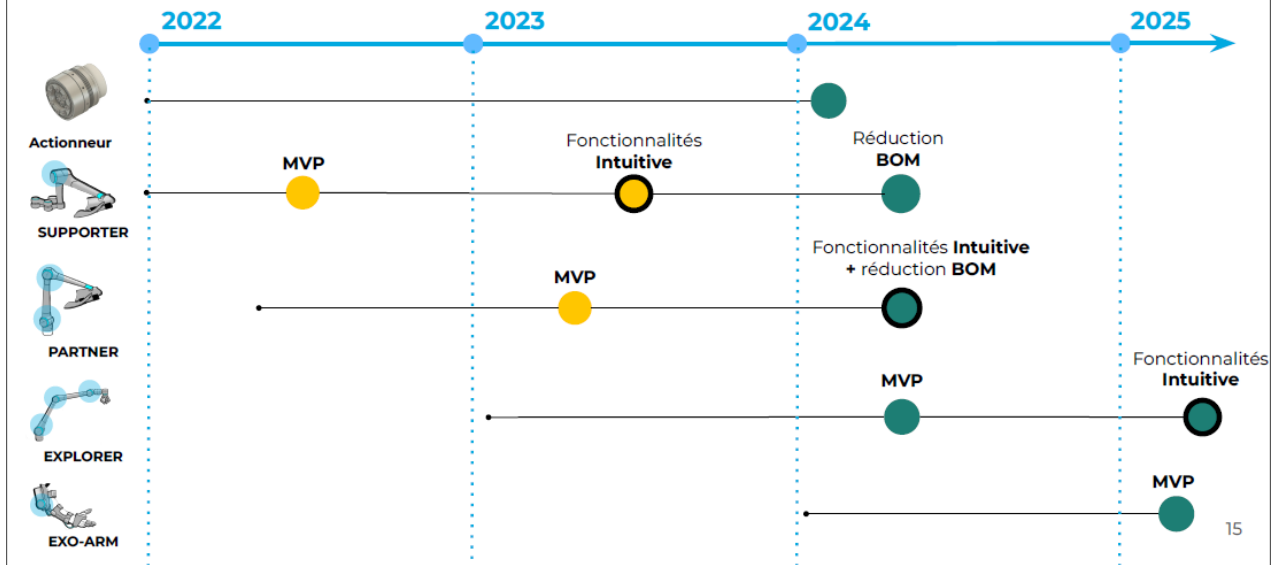 2022
2023
2024
2025
Actionneur
MVP
Fonctionnalités
Intuitive
Réduction
BOM
SUPPORTER
MVP
Fonctionnalités Intuitive
+ réduction BOM
PARTNER
MVP
Fonctionnalités
Intuitive
EXPLORER
MVP
EXO-ARM
15